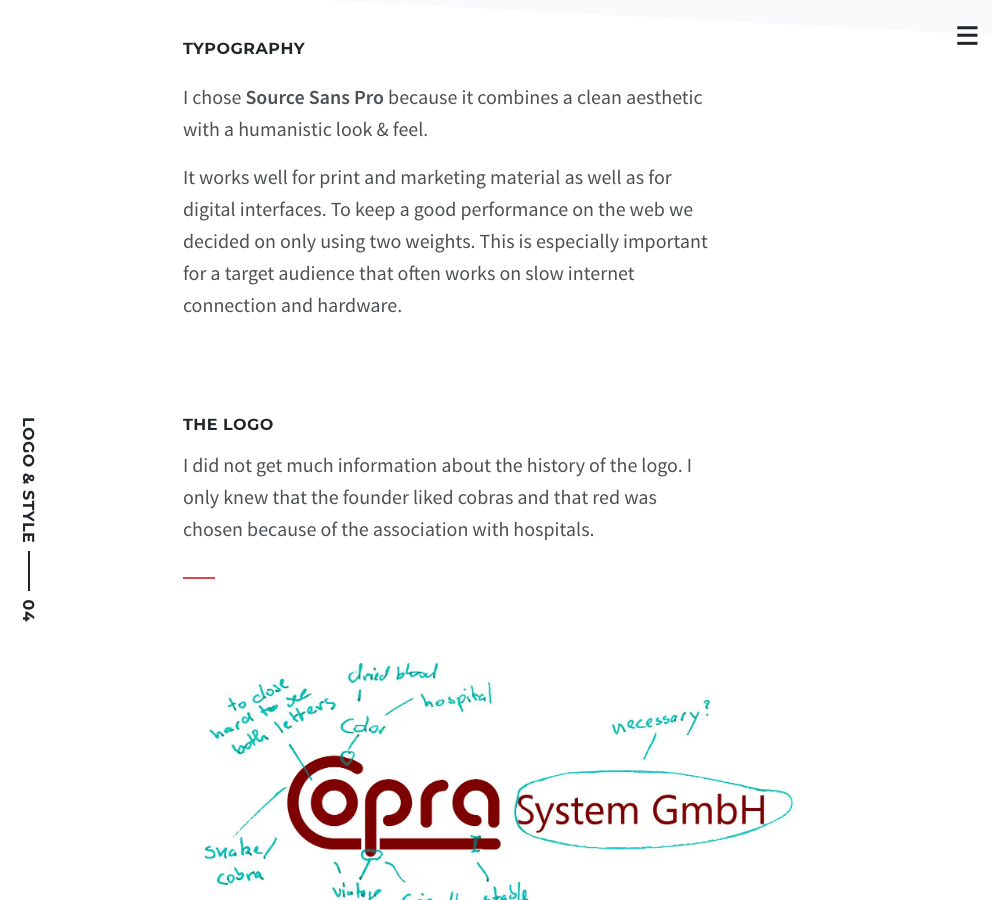 TYPOGRAPHY
I chose Source Sans Pro because it combines a clean aesthetic
with a humanistic look & feel.
It works well for print and marketing material as well as for
digital interfaces. To keep a good performance on the web we
decided on only using two weights. This is especially important
for a target audience that often works on slow internet
connection and hardware.
LOGO & STYLE — 04
THE LOGO
I did not get much information about the history of the logo. I
only knew that the founder liked cobras and that red was
chosen because of the association with hospitals.
dried blood
to close
hard to see
both letters
hospital
Color
necessary?
Copra System GmbH
snake/
cobra
stable